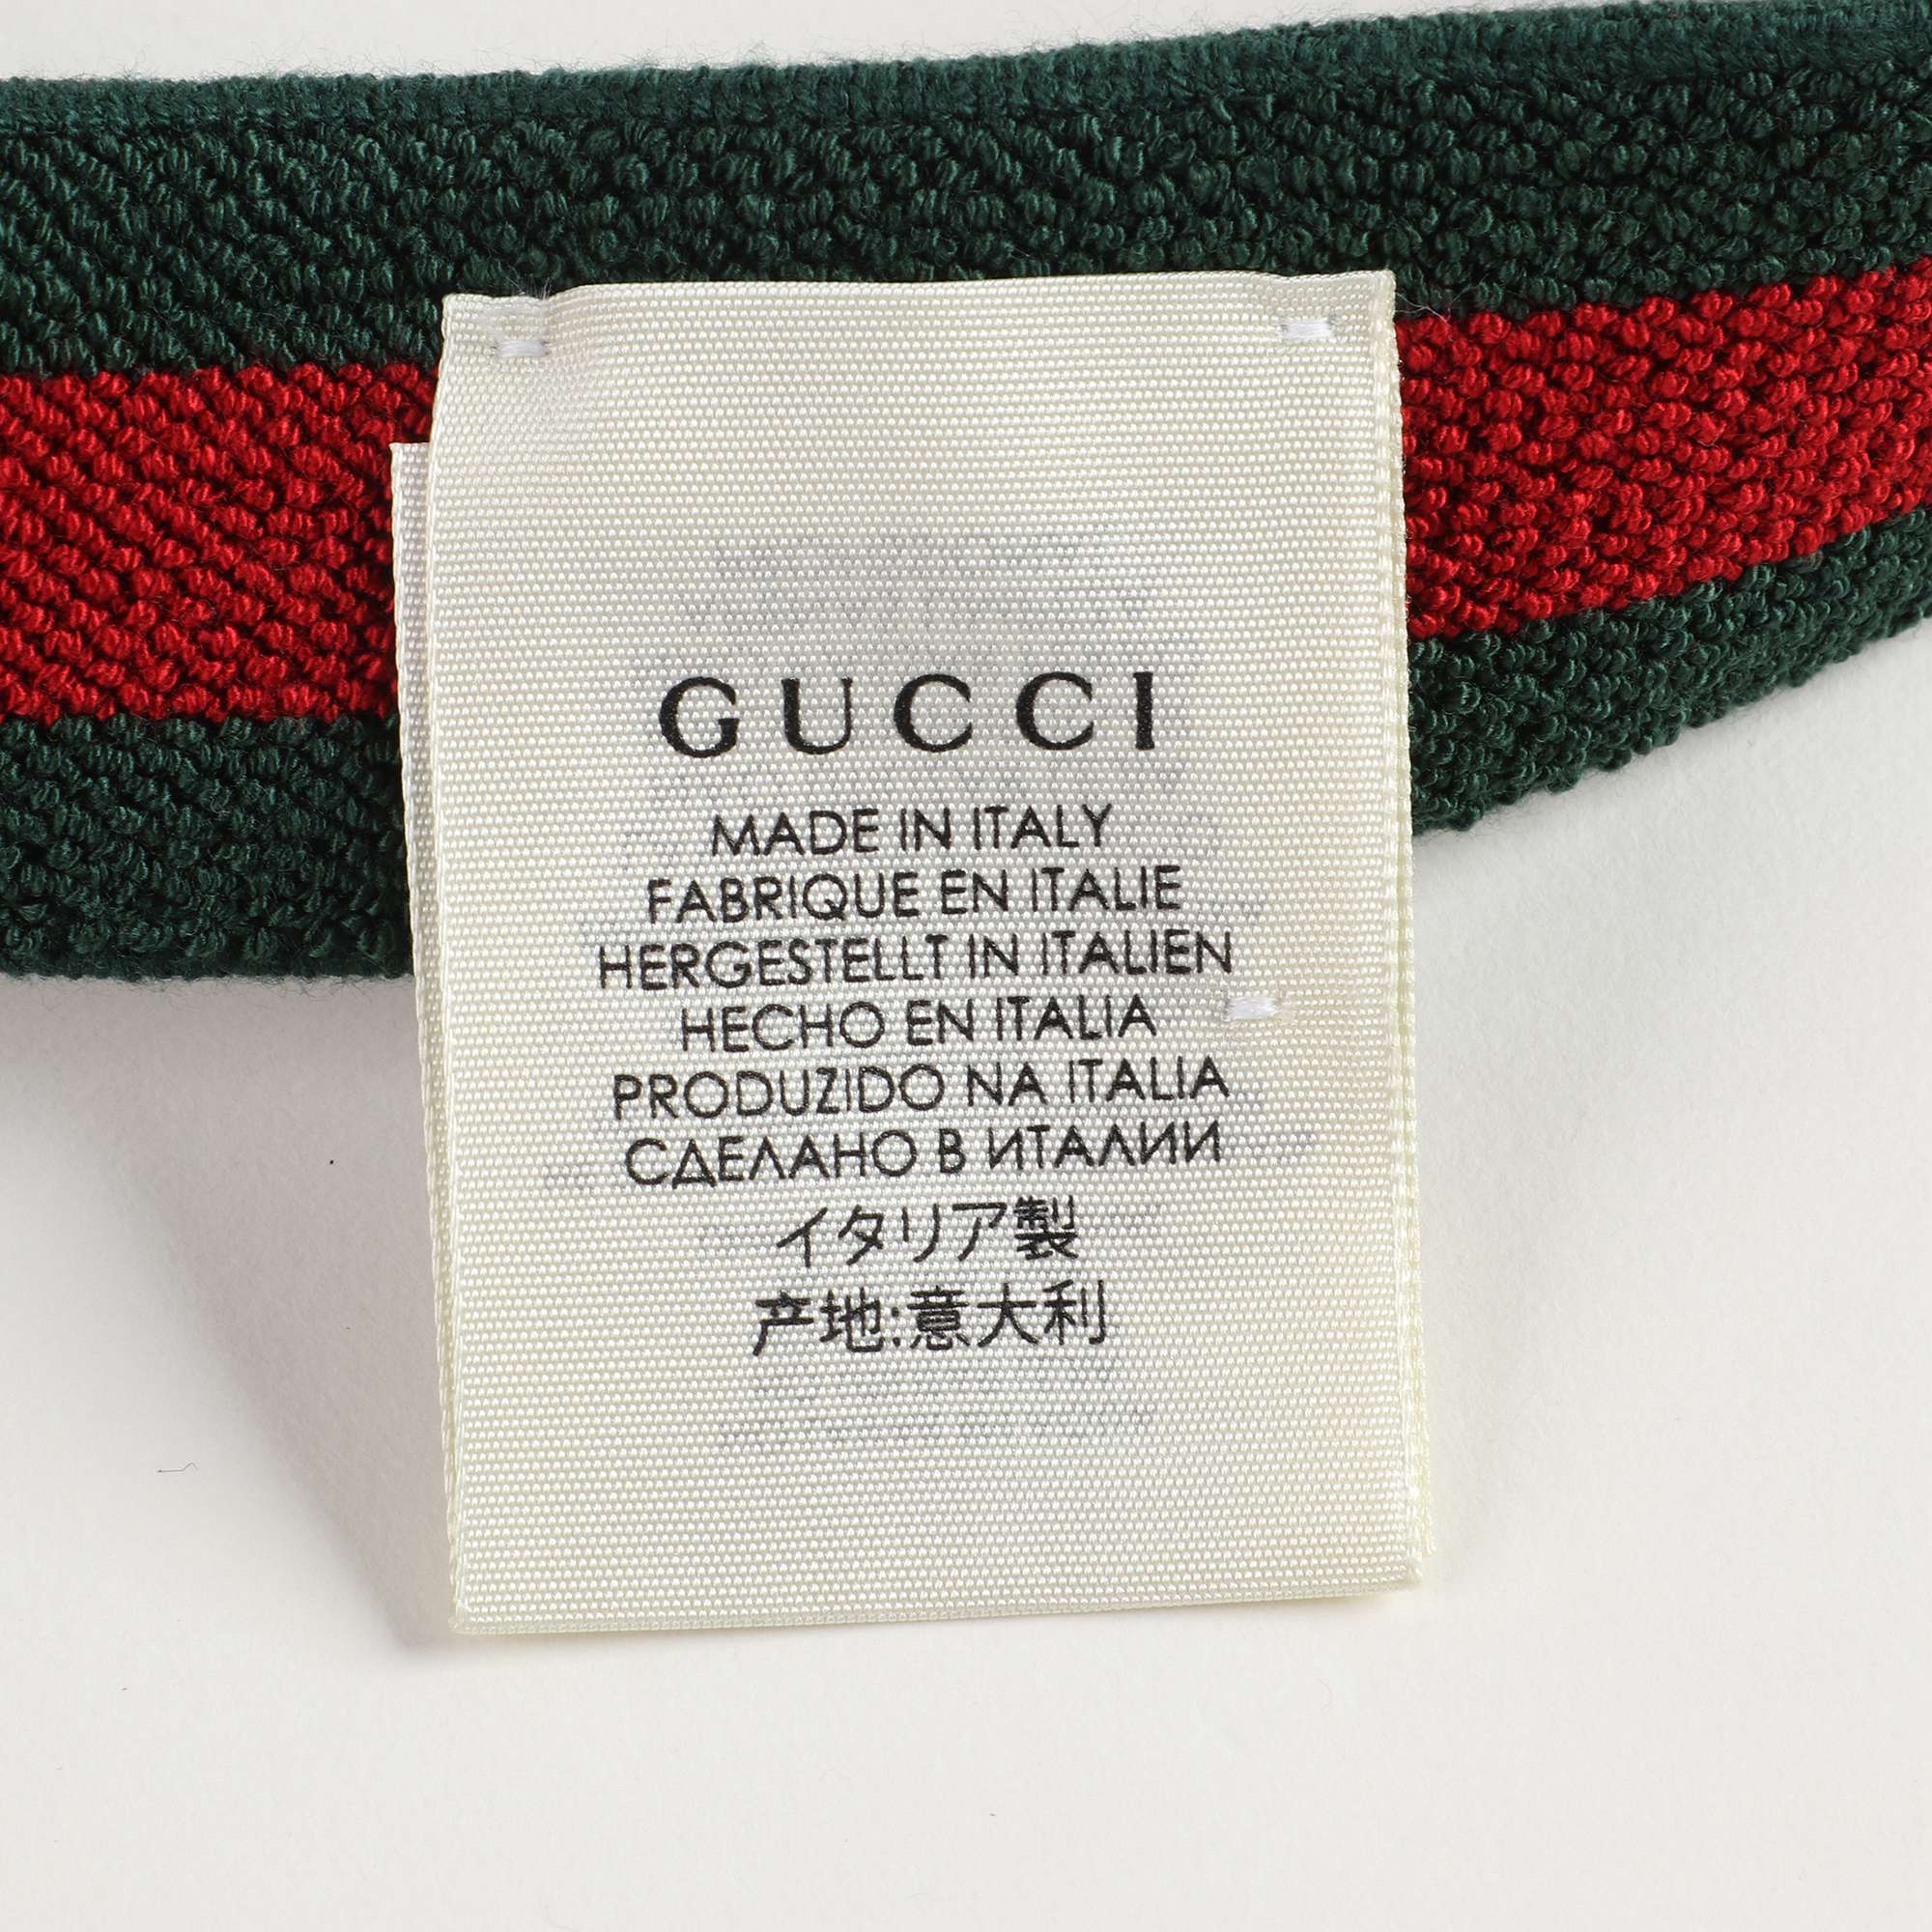 GUCCI
MADE IN ITALY
FABRIQUE EN ITALIE
HERGESTELLT IN ITALIEN
HECHO EN ITALIA
PRODUZIDO NA ITALIA
СДЕЛАНО В ИТАЛИИ
イタリア製
产地:意大利